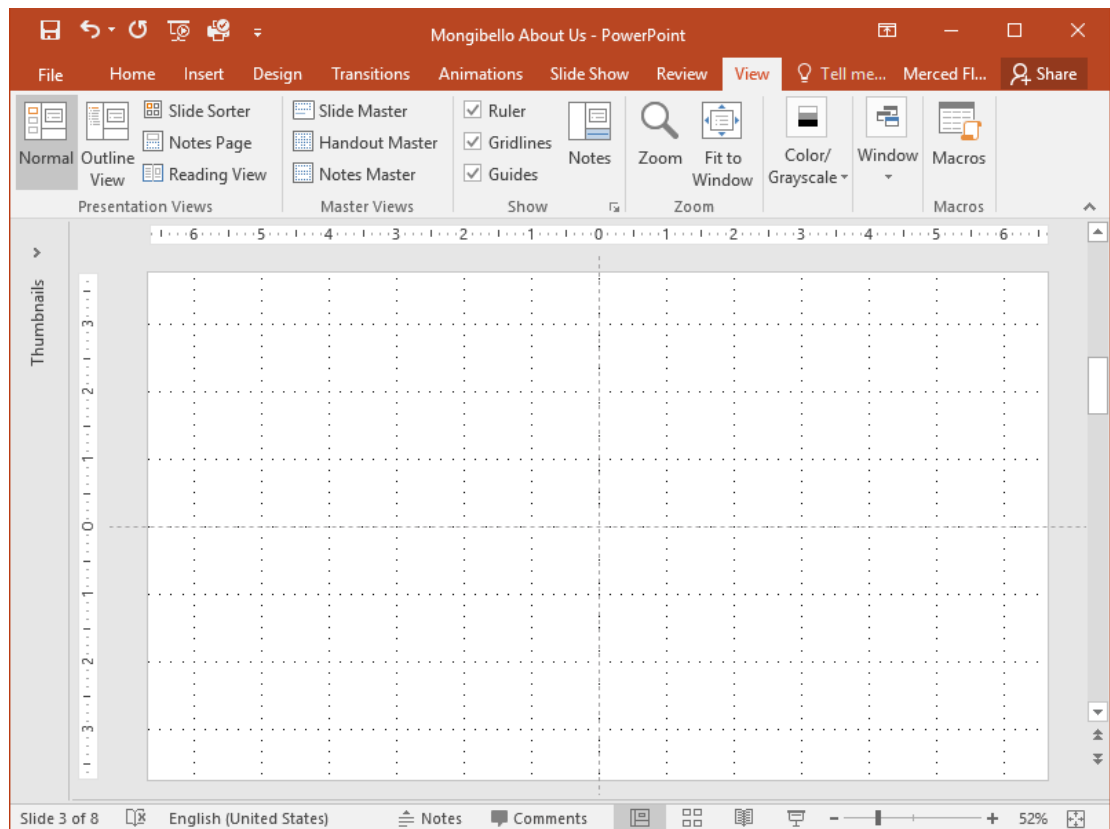 Mongibello About Us - PowerPoint
File Home Insert Design Transitions Animations Slide Show Review View Tell me... Merced Fl... Share
Normal
Outline View
Slide Sorter
Notes Page
Reading View
Presentation Views
Slide Master
Handout Master
Notes Master
Master Views
Ruler
Gridlines
Guides
Notes
Show
Zoom
Fit to Window
Zoom
Color/ Grayscale
Window
Macros
Macros
6 5 4 3 2 1 0 1 2 3 4 5 6
Thumbnails
3
2
1
0
1
2
3
Slide 3 of 8 English (United States) Notes Comments 52%